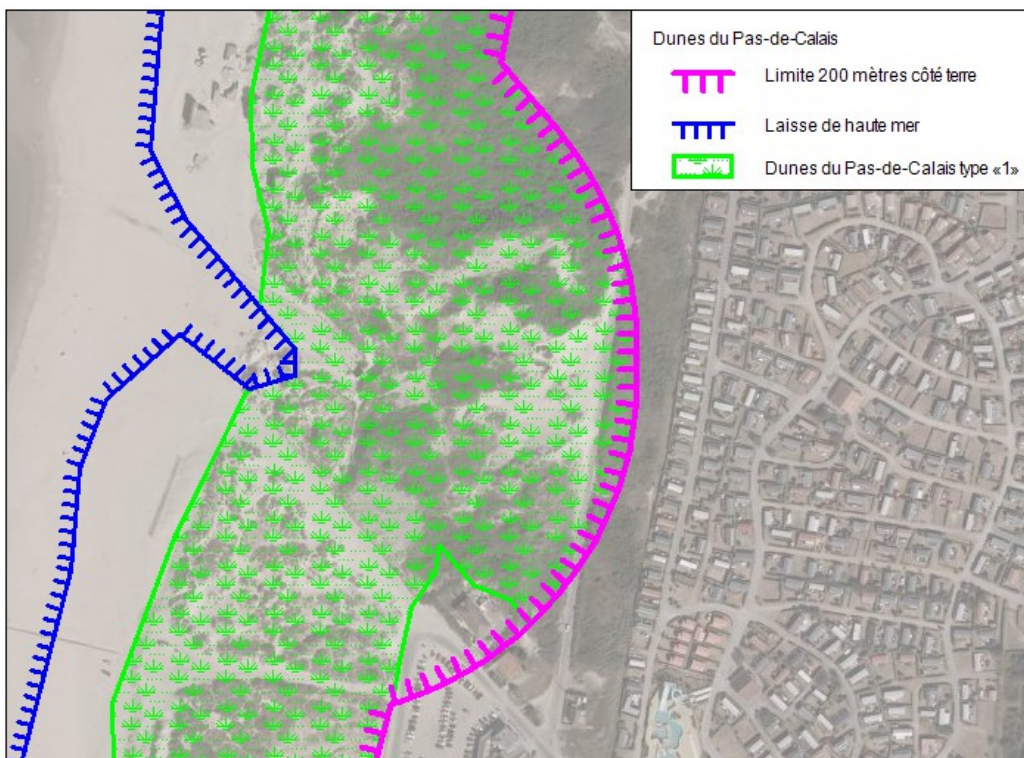 Dunes du Pas-de-Calais
Limite 200 mètres côté terre
Laisse de haute mer
Dunes du Pas-de-Calais type «1»